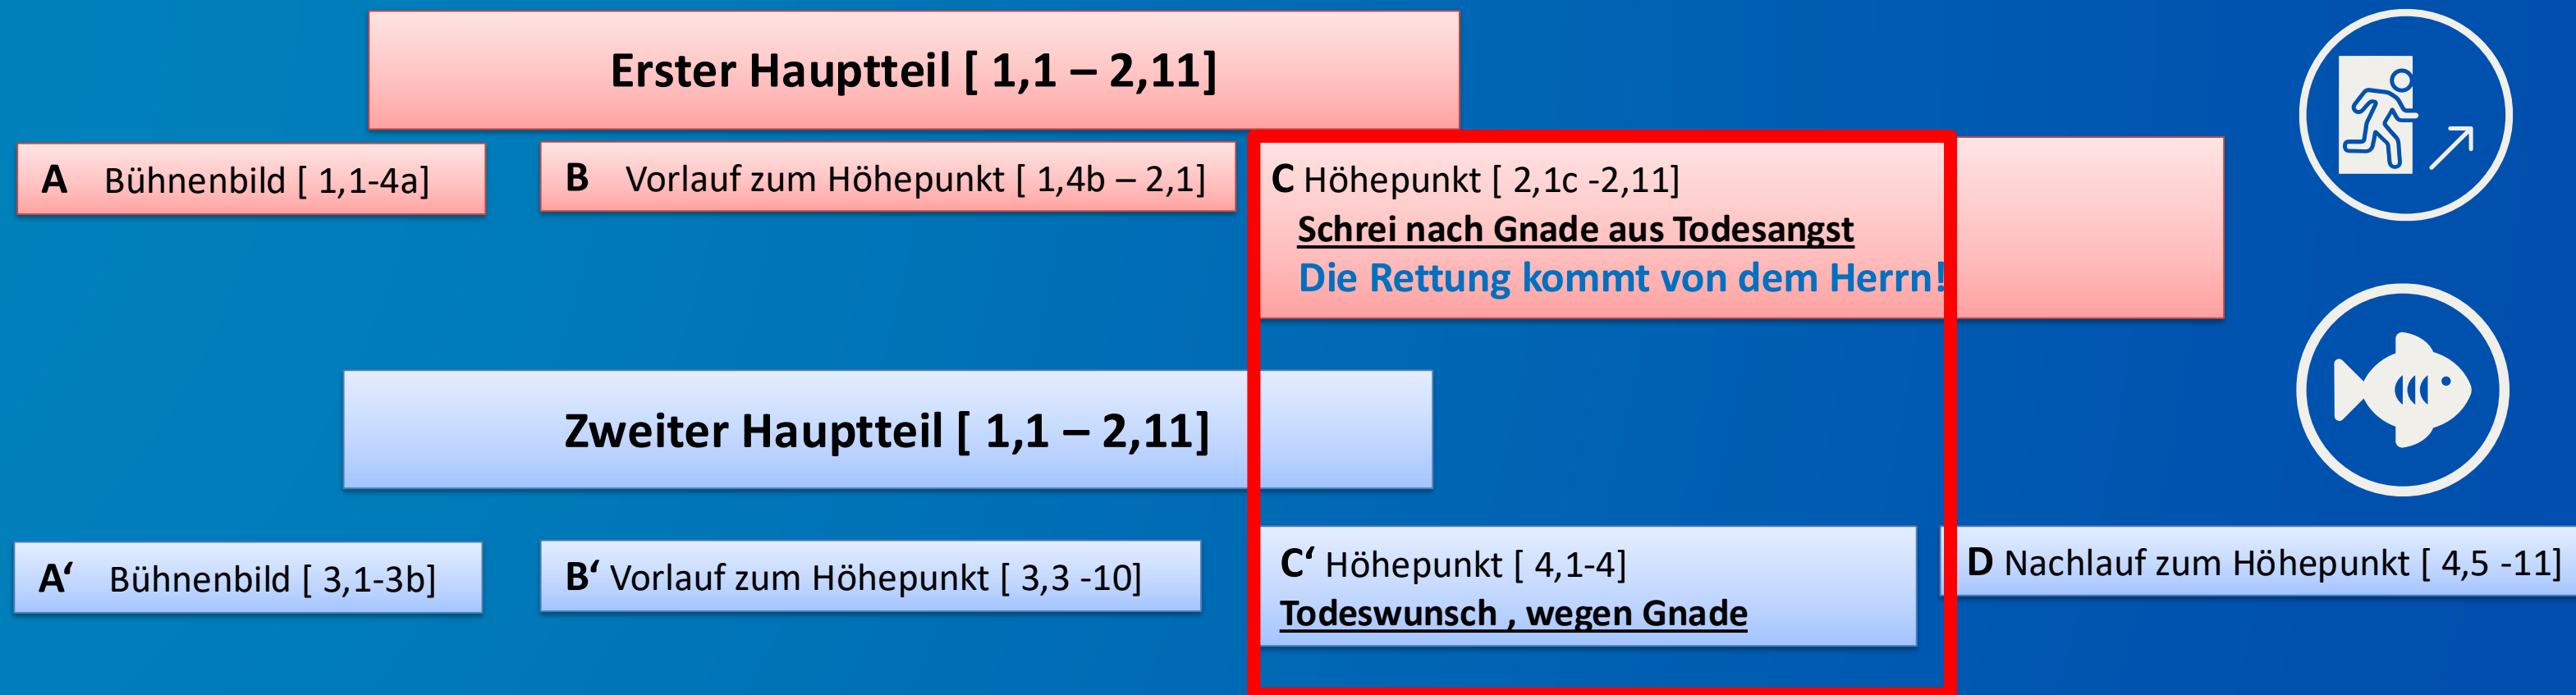 Erster Hauptteil [ 1,1 – 2,11]
A Bühnenbild [ 1,1-4a]
B Vorlauf zum Höhepunkt [ 1,4b – 2,1]
C Höhepunkt [ 2,1c -2,11]
Schrei nach Gnade aus Todesangst
Die Rettung kommt von dem Herrn!
Zweiter Hauptteil [ 1,1 – 2,11]
A‘ Bühnenbild [ 3,1-3b]
B‘ Vorlauf zum Höhepunkt [ 3,3 -10]
C‘ Höhepunkt [ 4,1-4]
Todeswunsch , wegen Gnade
D Nachlauf zum Höhepunkt [ 4,5 -11]